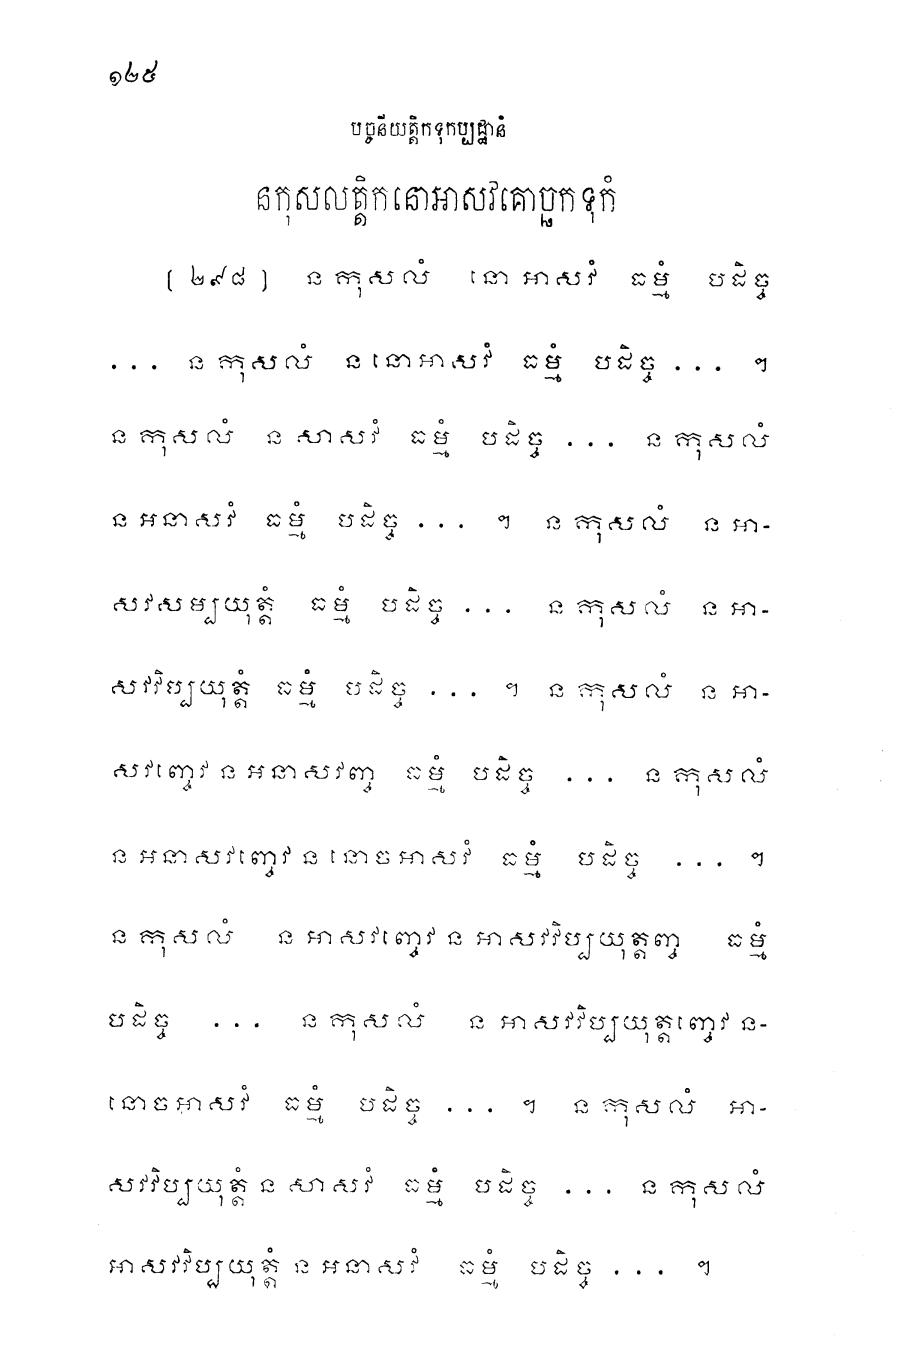 ១២៥
បច្ចនីយត្តិកទុកប្បដ្ឋានំ
នកុសលត្តិកនោអាសវគោច្ឆកទុកំ
(២៩៨) ន កុសលំ នោ អាសវំ ធម្មំ បដិច្ច
... ន កុសលំ ន នោអាសវំ ធម្មំ បដិច្ច ... ។
ន កុសលំ ន សាសវំ ធម្មំ បដិច្ច ... ន កុសលំ
ន អនាសវំ ធម្មំ បដិច្ច ... ។ ន កុសលំ ន អា-
សវសម្បយុត្តំ ធម្មំ បដិច្ច ... ន កុសលំ ន អា-
សវវិប្បយុត្តំ ធម្មំ បដិច្ច ... ។ ន កុសលំ ន អា-
សវញ្ចេវ ន អនាសវញ្ច ធម្មំ បដិច្ច ... ន កុសលំ
ន អនាសវញ្ចេវ ន នោចអាសវំ ធម្មំ បដិច្ច ... ។
ន កុសលំ ន អាសវញ្ចេវ ន អាសវវិប្បយុត្តញ្ច ធម្មំ
បដិច្ច ... ន កុសលំ ន អាសវវិប្បយុត្តញ្ចេវ ន-
នោចអាសវំ ធម្មំ បដិច្ច ... ។ ន កុសលំ អា-
សវវិប្បយុត្តំ ន សាសវំ ធម្មំ បដិច្ច ... ន កុសលំ
អាសវវិប្បយុត្តំ ន អនាសវំ ធម្មំ បដិច្ច ... ។